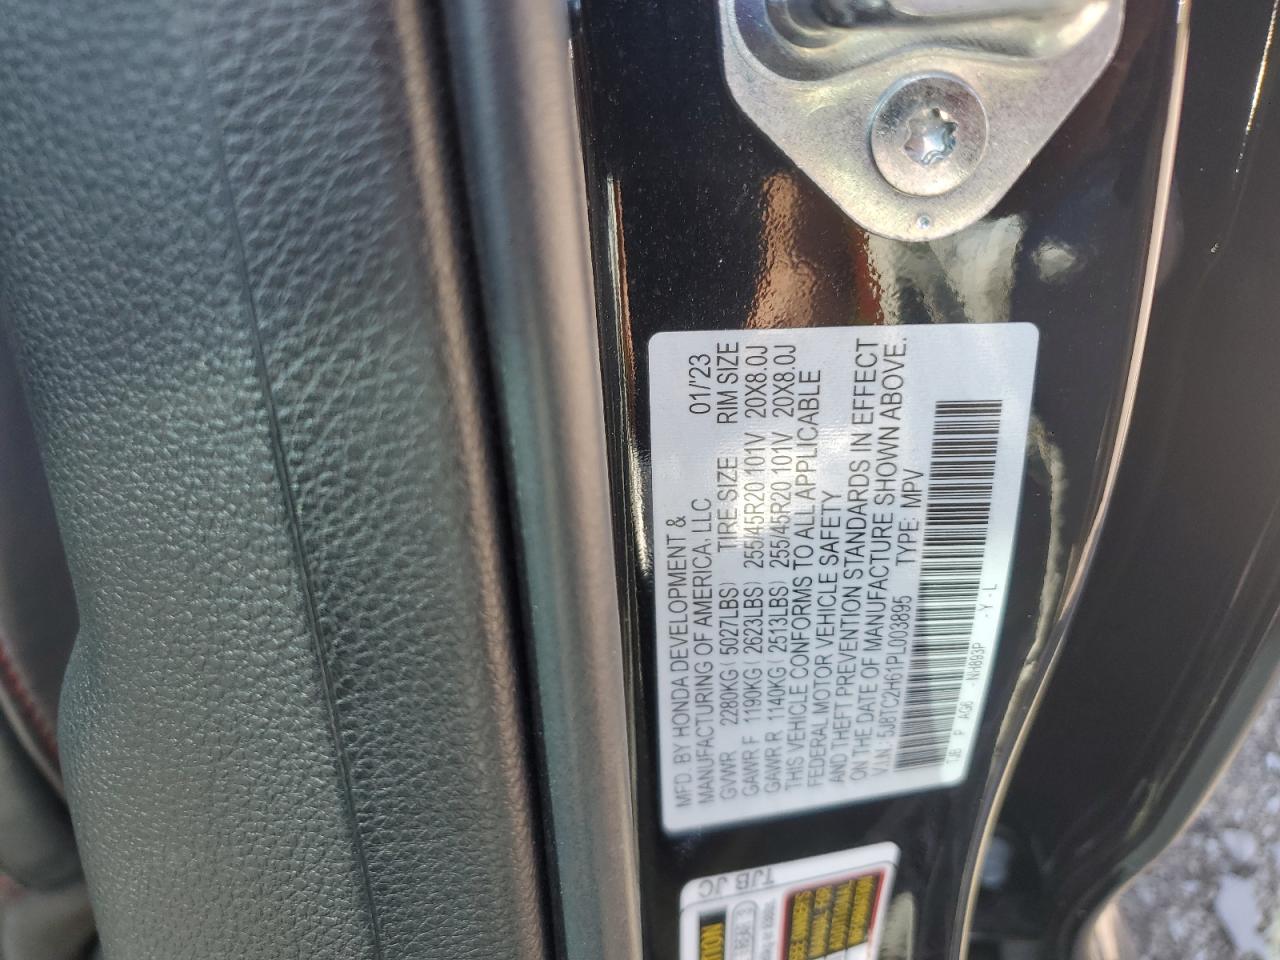 MFD. BY HONDA DEVELOPMENT & 01/'23
MANUFACTURING OF AMERICA, LLC
GVWR 2280KG ( 5027LBS) TIRE SIZE RIM SIZE
GAWR F 1190KG ( 2623LBS) 255/45R20 101V 20X8.0J
GAWR R 1140KG ( 2513LBS) 255/45R20 101V 20X8.0J
THIS VEHICLE CONFORMS TO ALL APPLICABLE
FEDERAL MOTOR VEHICLE SAFETY
AND THEFT PREVENTION STANDARDS IN EFFECT
ON THE DATE OF MANUFACTURE SHOWN ABOVE.
V.I.N.: 5J8TC2H61PL003895 TYPE: MPV
TJB P AG6 -NH893P -Y-L
TJB JC